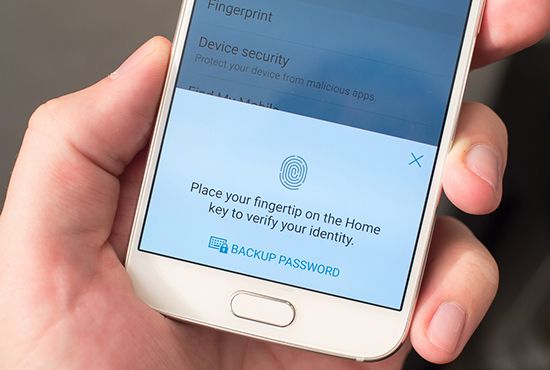 Fingerprint
Device security
Protect your device from malicious apps.
Find My Mobile
Place your fingertip on the Home
key to verify your identity.
BACKUP PASSWORD